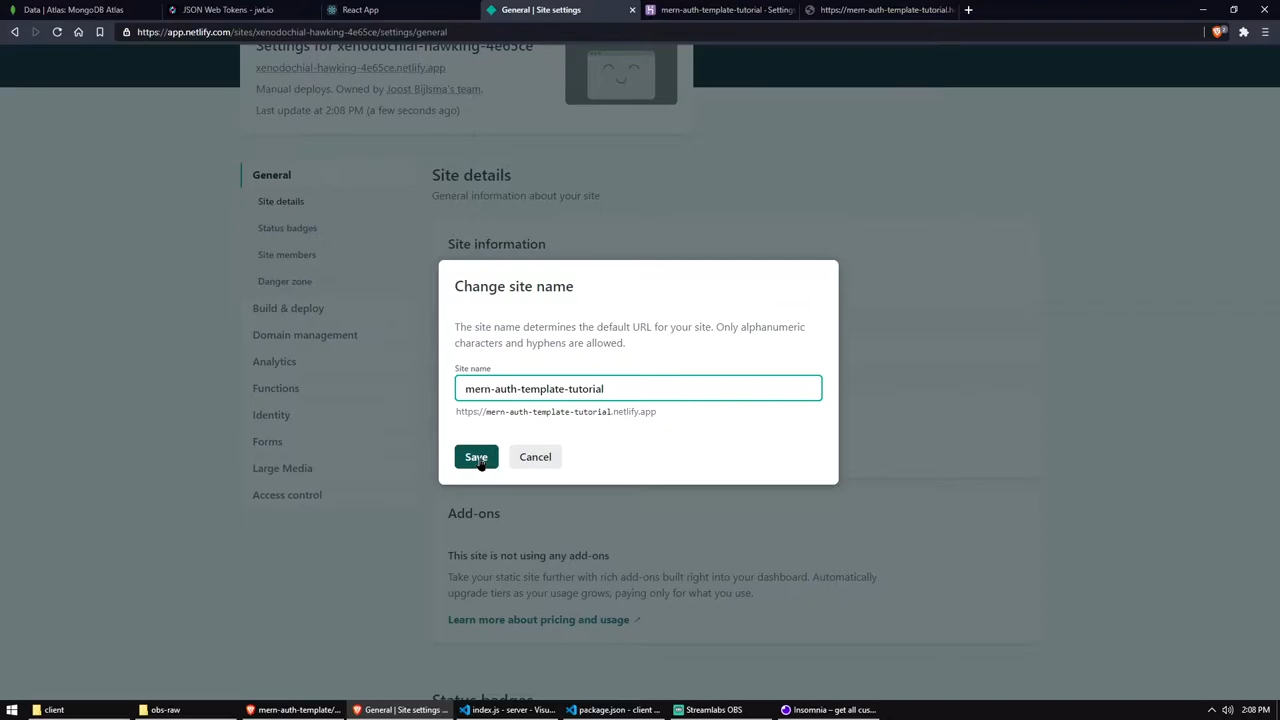 Data | Atlas: MongoDB Atlas
JSON Web Tokens - jwt.io
React App
General | Site settings
mern-auth-template-tutorial - Settings
https://mern-auth-template-tutorial.h
https://app.netlify.com/sites/xenodochial-hawking-4e65ce/settings/general
2
Settings for xenodochial-hawking-4e65ce
xenodochial-hawking-4e65ce.netlify.app
Manual deploys. Owned by Joost Bijlsma's team.
Last update at 2:08 PM (a few seconds ago)
General
Site details
Status badges
Site members
Danger zone
Build & deploy
Domain management
Analytics
Functions
Identity
Forms
Large Media
Access control
Site details
General information about your site
Site information
Change site name
The site name determines the default URL for your site. Only alphanumeric
characters and hyphens are allowed.
Site name
mern-auth-template-tutorial
https://mern-auth-template-tutorial.netlify.app
Save
Cancel
Add-ons
This site is not using any add-ons
Take your static site further with rich add-ons built right into your dashboard. Automatically
upgrade tiers as your usage grows, paying only for what you use.
Learn more about pricing and usage ↗
Status badges
client
obs-raw
mern-auth-template/...
General | Site settings ...
index.js - server - Visu...
package.json - client ...
Streamlabs OBS
Insomnia – get all cus...
2:08 PM